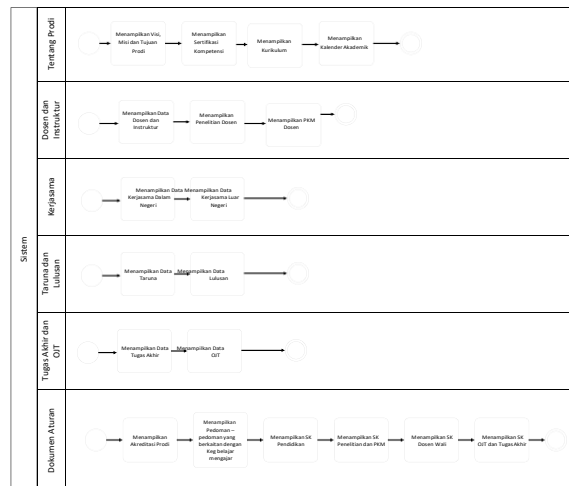 Sistem
Tentang Prodi
Menampilkan Visi,
Misi dan Tujuan
Prodi
Menampilkan
Sertifikasi
Kompetensi
Menampilkan
Kurikulum
Menampilkan
Kalender Akademik
Dosen dan
Instruktur
Menampilkan Data
Dosen dan
Instruktur
Menampilkan
Penelitian Dosen
Menampilkan PKM
Dosen
Kerjasama
Menampilkan Data
Kerjasama Dalam
Negeri
Menampilkan Data
Kerjasama Luar
Negeri
Taruna dan
Lulusan
Menampilkan Data
Taruna
Menampilkan Data
Lulusan
Tugas Akhir dan
OJT
Menampilkan Data
Tugas Akhir
Menampilkan Data
OJT
Dokumen Aturan
Menampilkan
Akreditasi Prodi
Menampilkan
Pedoman –
pedoman yang
berkaitan dengan
Keg belajar
mengajar
Menampilkan SK
Pendidikan
Menampilkan SK
Penelitian dan PKM
Menampilkan SK
Dosen Wali
Menampilkan SK
OJT dan Tugas Akhir